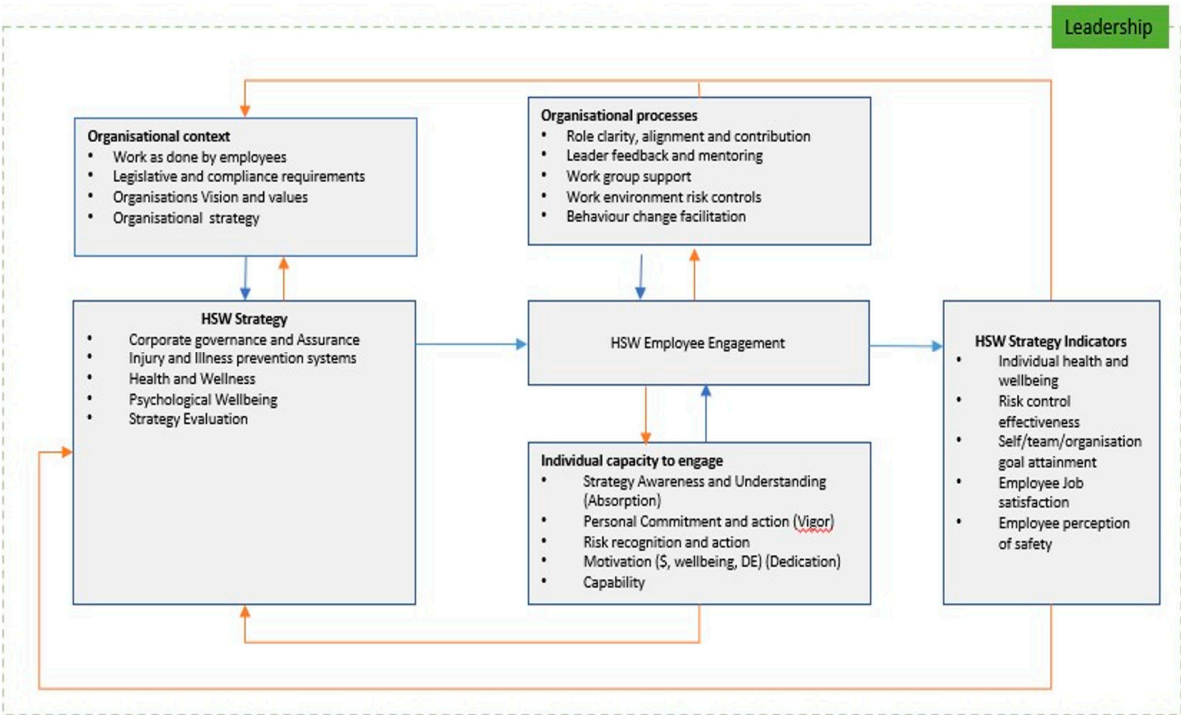 Leadership
Organisational context
• Work as done by employees
• Legislative and compliance requirements
• Organisations Vision and values
• Organisational strategy
Organisational processes
• Role clarity, alignment and contribution
• Leader feedback and mentoring
• Work group support
• Work environment risk controls
• Behaviour change facilitation
HSW Strategy
• Corporate governance and Assurance
• Injury and Illness prevention systems
• Health and Wellness
• Psychological Wellbeing
• Strategy Evaluation
HSW Employee Engagement
Individual capacity to engage
• Strategy Awareness and Understanding
(Absorption)
• Personal Commitment and action (Vigor)
• Risk recognition and action
• Motivation ($, wellbeing, DE) (Dedication)
• Capability
HSW Strategy Indicators
• Individual health and
wellbeing
• Risk control
effectiveness
• Self/team/organisation
goal attainment
• Employee Job
satisfaction
• Employee perception
of safety